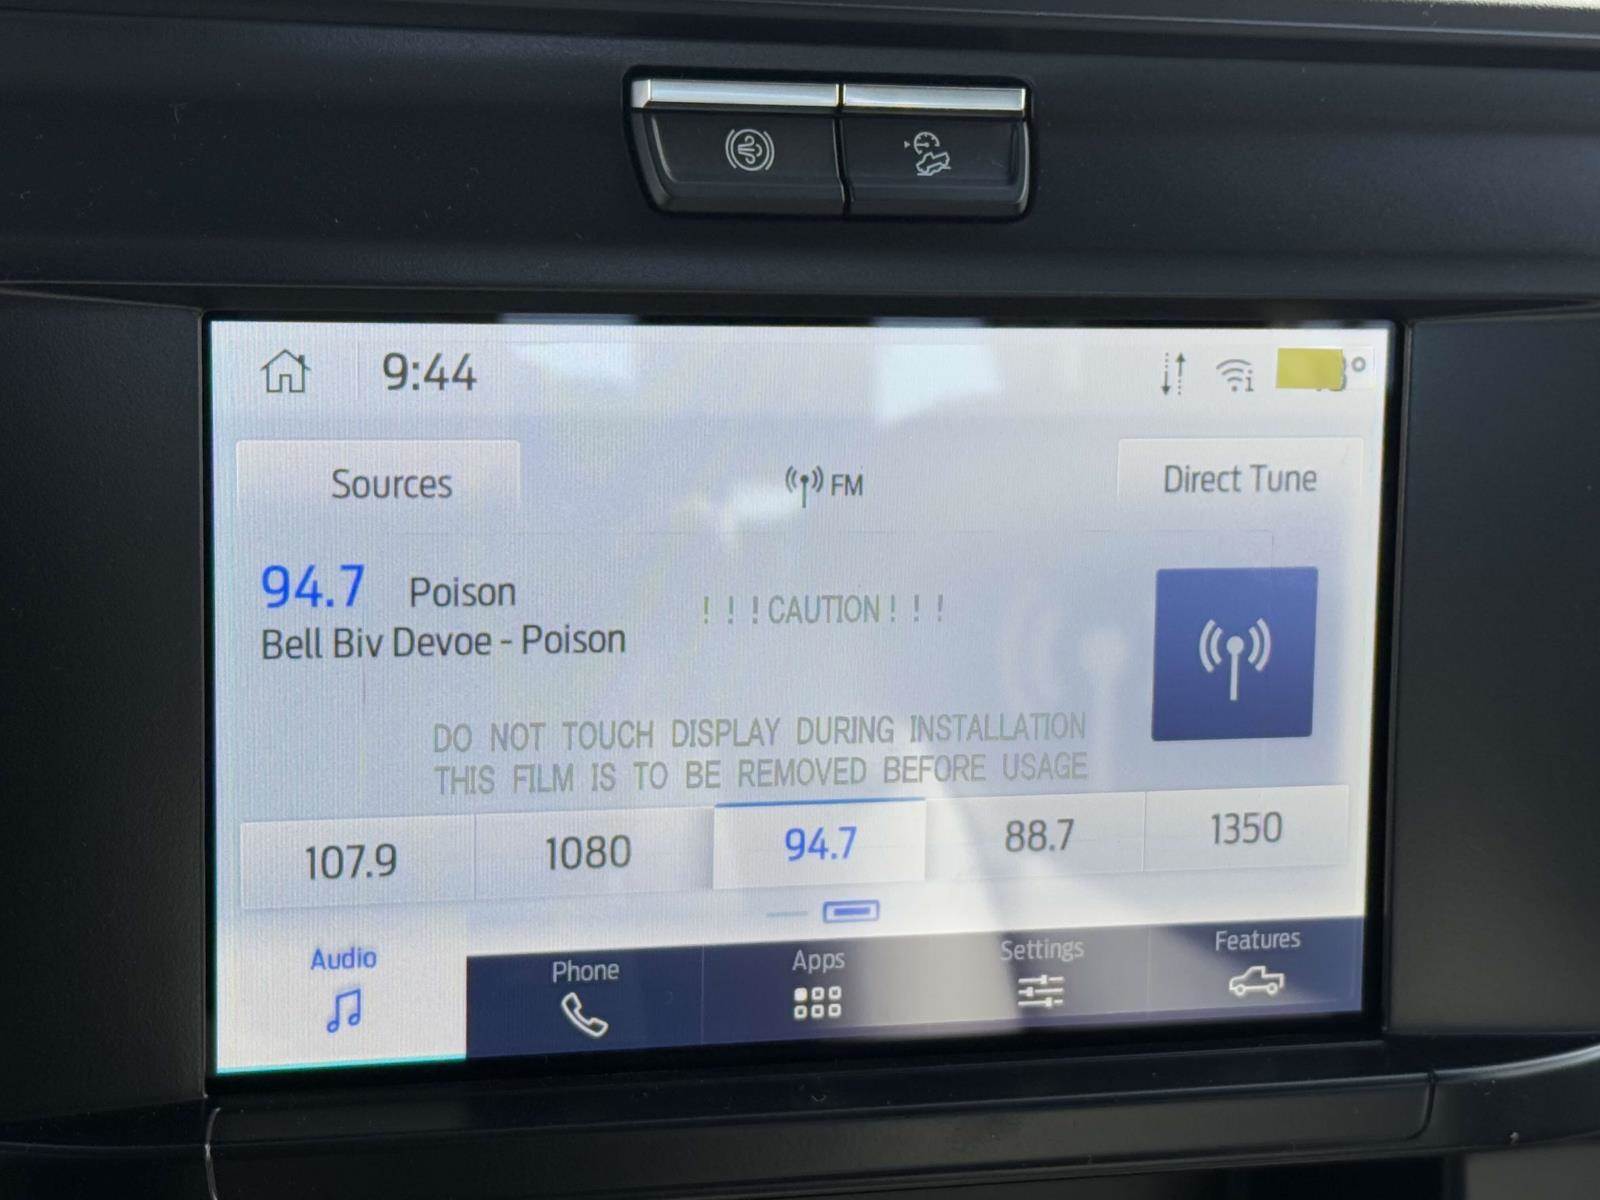 9:44
Sources
FM
Direct Tune
94.7 Poison
Bell Biv Devoe - Poison
!!!CAUTION!!!
DO NOT TOUCH DISPLAY DURING INSTALLATION
THIS FILM IS TO BE REMOVED BEFORE USAGE
107.9
1080
94.7
88.7
1350
Audio
Phone
Apps
Settings
Features